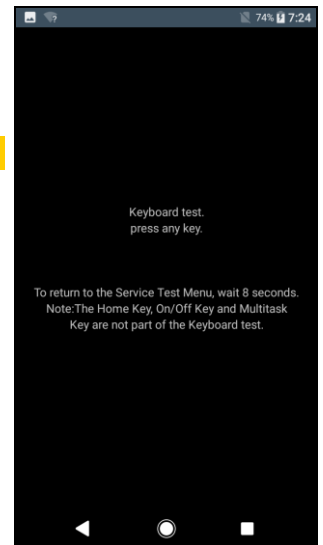 74% 7:24
Keyboard test.
press any key.
To return to the Service Test Menu, wait 8 seconds.
Note:The Home Key, On/Off Key and Multitask
Key are not part of the Keyboard test.